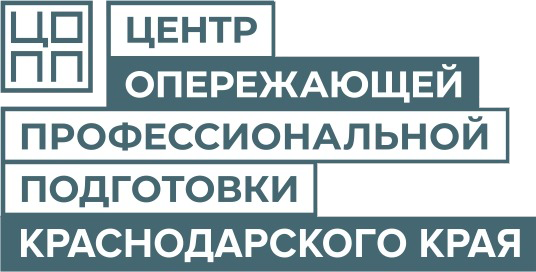 ЦО
ПП
ЦЕНТР
ОПЕРЕЖАЮЩЕЙ
ПРОФЕССИОНАЛЬНОЙ
ПОДГОТОВКИ
КРАСНОДАРСКОГО КРАЯ